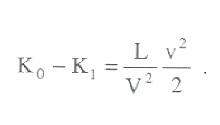 K₀ − K₁ = L/V² v²/2 .